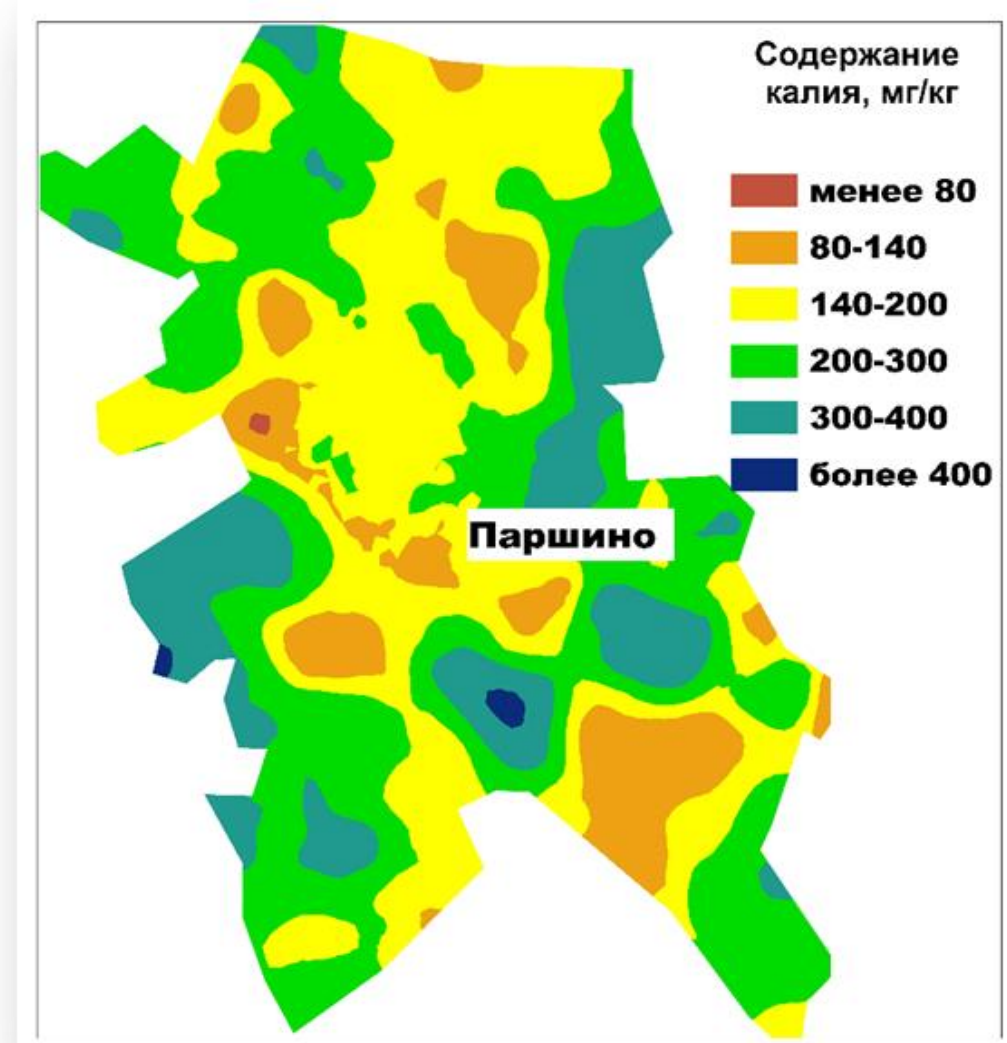 Содержание
калия, мг/кг
менее 80
80-140
140-200
200-300
300-400
более 400
Паршино